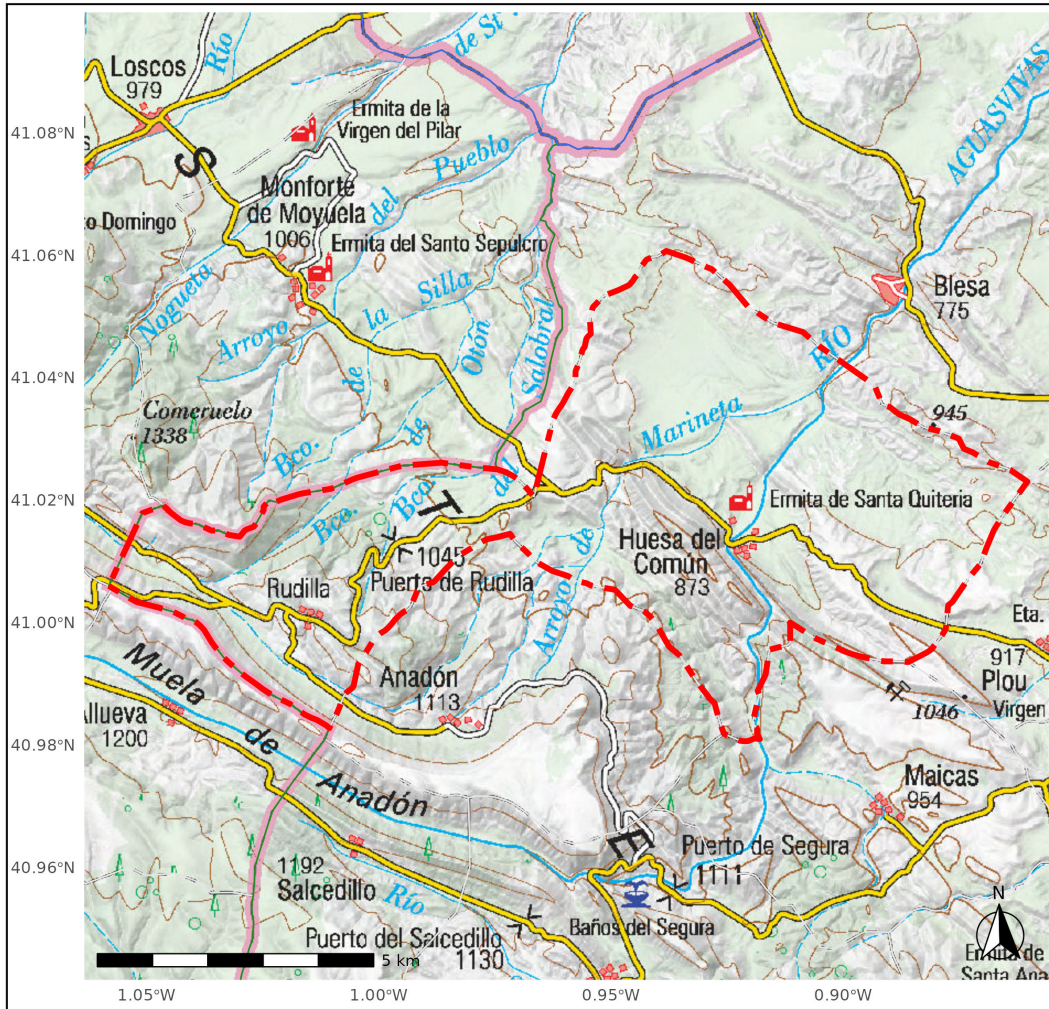 Loscos
979
Río
de St
Ermita de la
Virgen del Pilar
41.08°N
AGUASVIVAS
S
del Pueblo
Monforte
de Moyuela
1006
to Domingo
Ermita del Santo Sepulcro
41.06°N
Nogueta
Arroyo de la Silla
Otón
Salobral
Blesa
775
RÍO
41.04°N
Comeruelo
1338
Bco. de
Marineta
945
Bco.
Bco. de
del
41.02°N
T
Ermita de Santa Quiteria
1045
Puerto de Rudilla
Huesa del
Común
873
Rudilla
Arroyo de
41.00°N
Eta.
917
Anadón
1113
Plou
Virgen
1046
Muela de Anadón
Allueva
1200
40.98°N
Maicas
954
E
Puerto de Segura
1111
40.96°N
1192
Salcedillo
Río
Baños del Segura
N
Puerto del Salcedillo
1130
Ermita de
Santa Ana
5 km
1.05°W
1.00°W
0.95°W
0.90°W